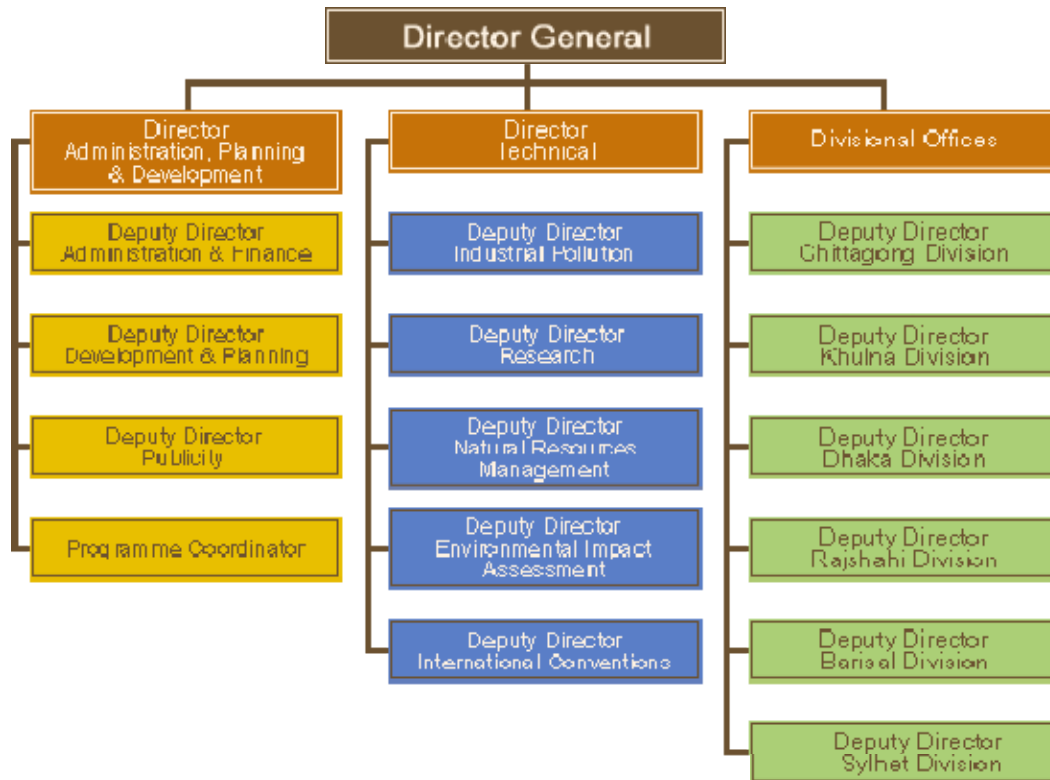 Director General
Director
Administration, Planning
& Development
Deputy Director
Administration & Finance
Deputy Director
Development & Planning
Deputy Director
Publicity
Programme Coordinator
Director
Technical
Deputy Director
Industrial Pollution
Deputy Director
Research
Deputy Director
Natural Resources
Management
Deputy Director
Environmental Impact
Assessment
Deputy Director
International Conventions
Divisional Offices
Deputy Director
Chittagong Division
Deputy Director
Khulna Division
Deputy Director
Dhaka Division
Deputy Director
Rajshahi Division
Deputy Director
Barisal Division
Deputy Director
Sylhet Division